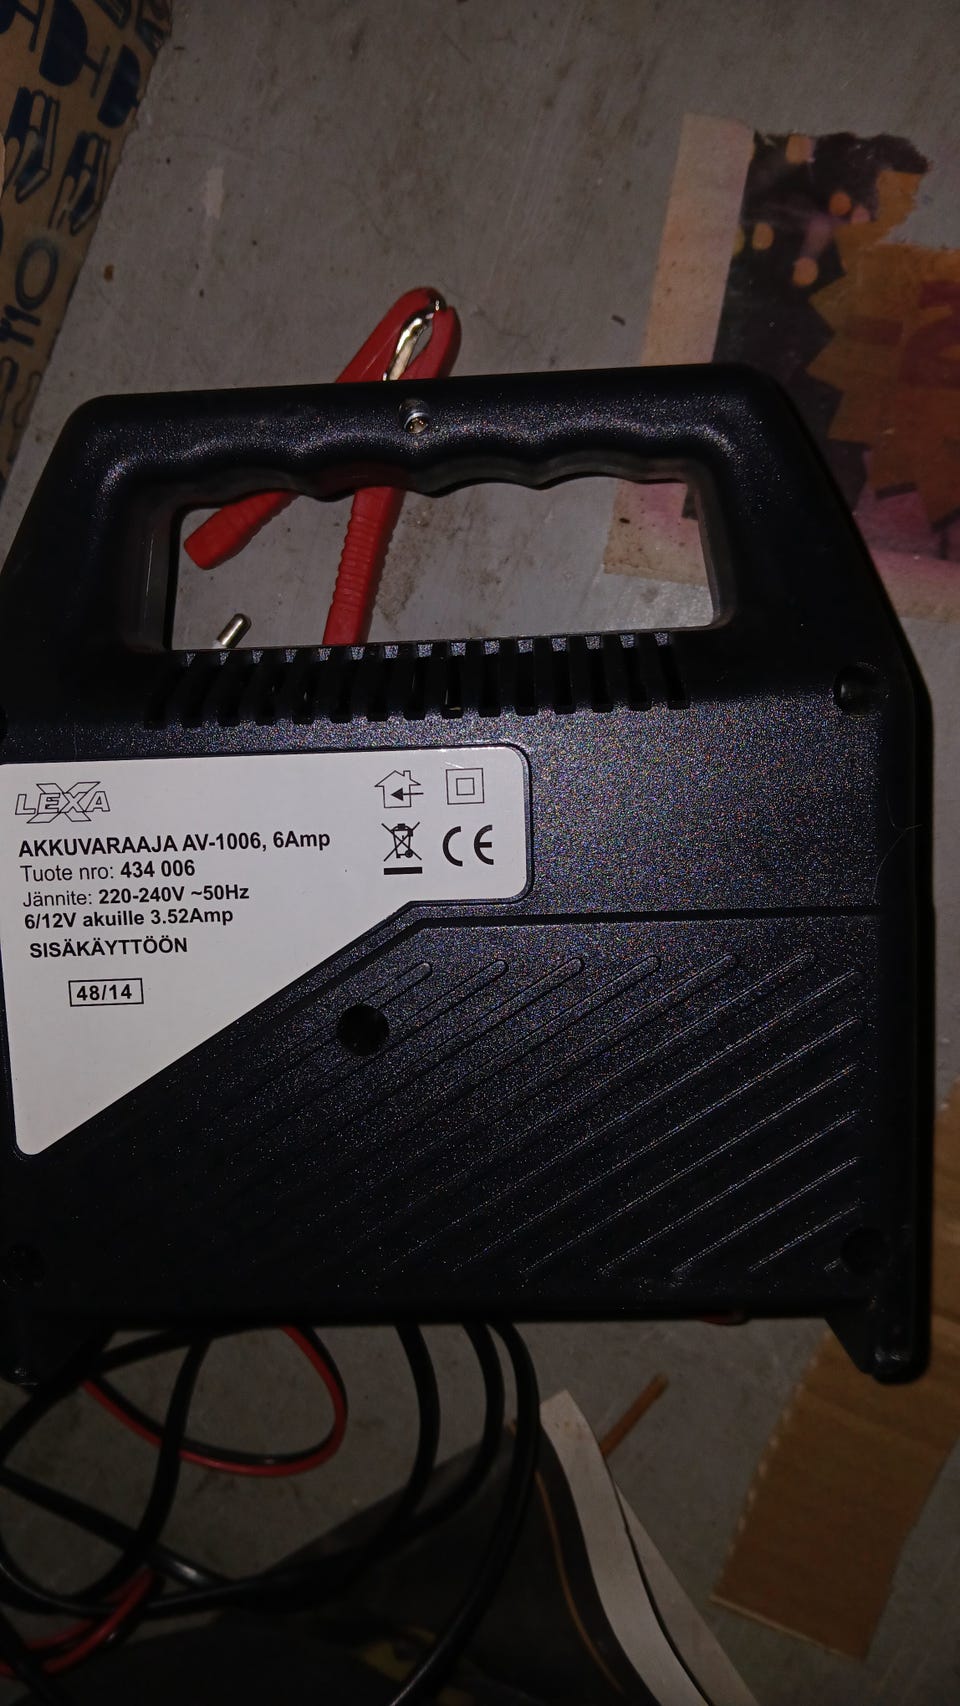 LEXA
AKKUVARAAJA AV-1006, 6Amp
Tuote nro: 434 006
Jännite: 220-240V ~50Hz
6/12V akuille 3.52Amp
SISÄKÄYTTÖÖN
48/14
CE